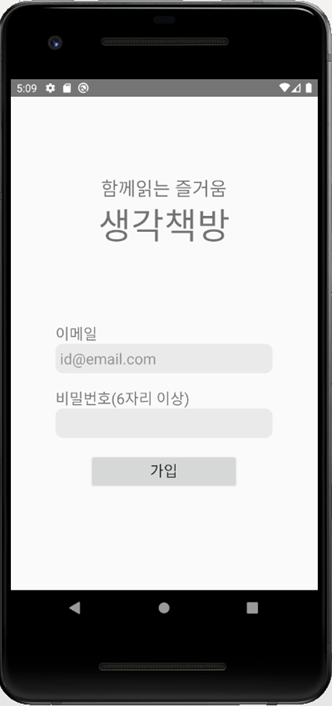 5:09
함께읽는 즐거움
생각책방
이메일
id@email.com
비밀번호(6자리 이상)
가입